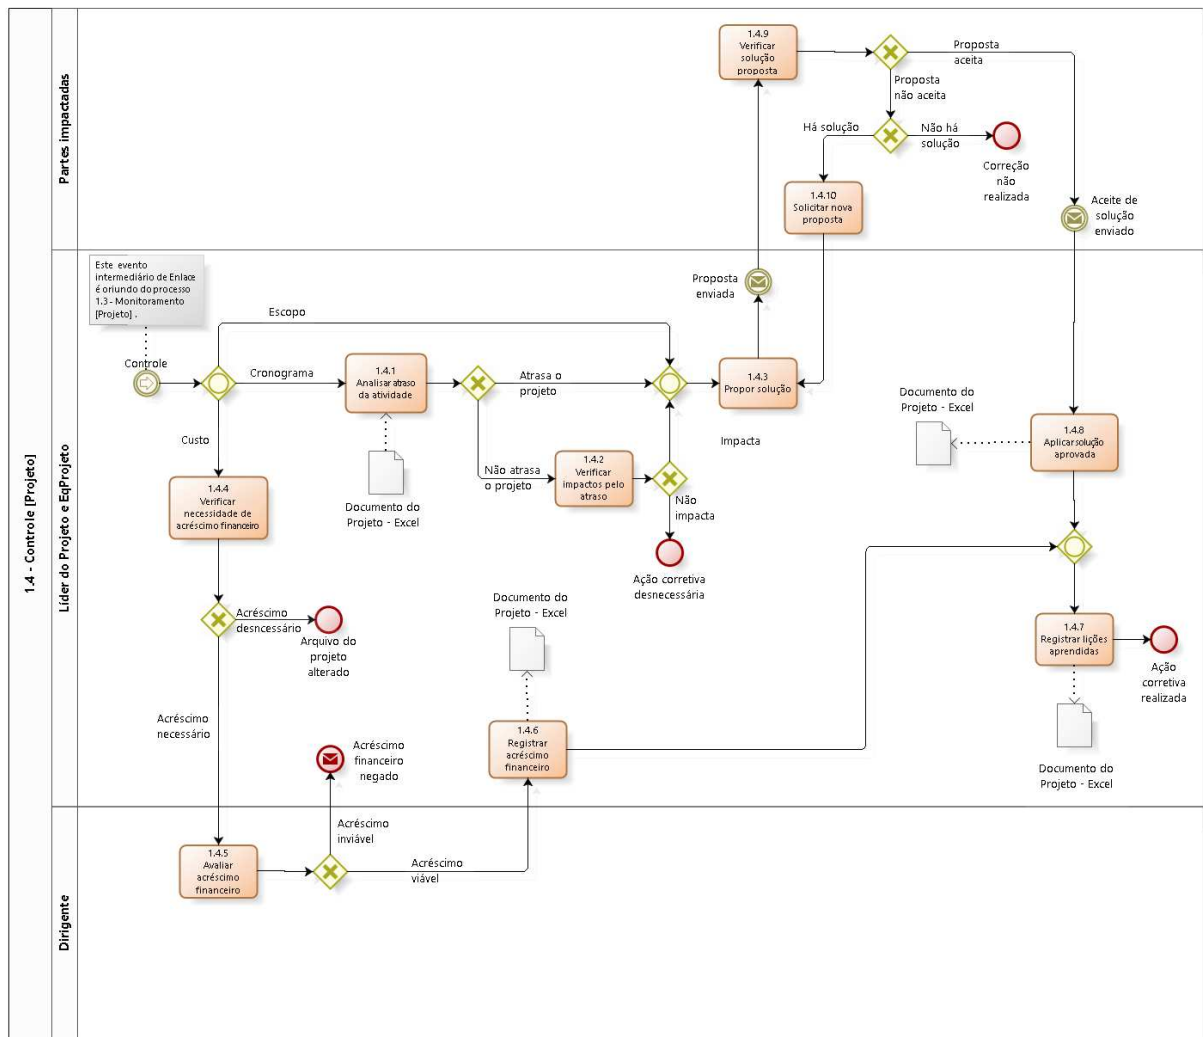 1.4 - Controle [Projeto]
Partes impactadas
1.4.9
Verificar
solução
proposta
Proposta
aceita
Proposta
não aceita
Há solução
Não há
solução
Correção
não
realizada
1.4.10
Solicitar nova
proposta
Aceite de
solução
enviado
Líder do Projeto e EqProjeto
Este evento
intermediário de Enlace
é oriundo do processo
1.3 - Monitoramento
[Projeto] .
Controle
Escopo
Cronograma
Custo
1.4.1
Analisar atraso
da atividade
Documento do
Projeto - Excel
Atrasa o
projeto
Não atrasa
o projeto
1.4.2
Verificar
impactos pelo
atraso
Impacta
Não
impacta
Ação corretiva
desnecessária
Proposta
enviada
1.4.3
Propor solução
Documento do
Projeto - Excel
1.4.8
Aplicar solução
aprovada
1.4.4
Verificar
necessidade de
acréscimo financeiro
Acréscimo
desncessário
Arquivo do
projeto
alterado
Acréscimo
necessário
Acréscimo
financeiro
negado
Documento do
Projeto - Excel
1.4.6
Registrar
acréscimo
financeiro
1.4.7
Registrar lições
aprendidas
Ação
corretiva
realizada
Documento do
Projeto - Excel
Dirigente
1.4.5
Avaliar
acréscimo
financeiro
Acréscimo
inviável
Acréscimo
viável